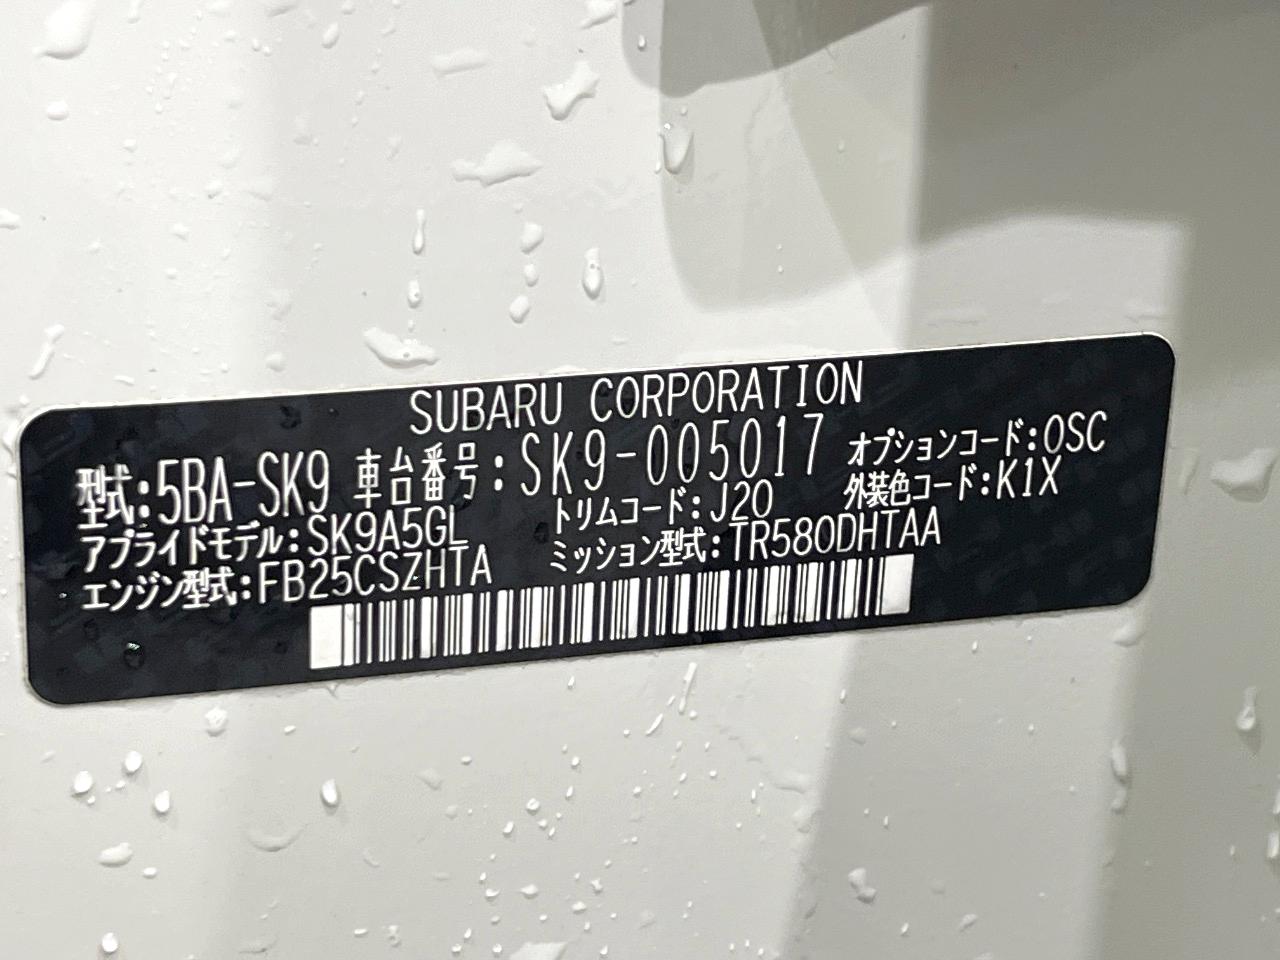 SUBARU CORPORATION
型式:5BA-SK9 車台番号:SK9-005017 オプションコード:OSC
アプライドモデル:SK9A5GL トリムコード:J20 外装色コード:K1X
エンジン型式:FB25CSZHTA ミッション型式:TR580DHTAA